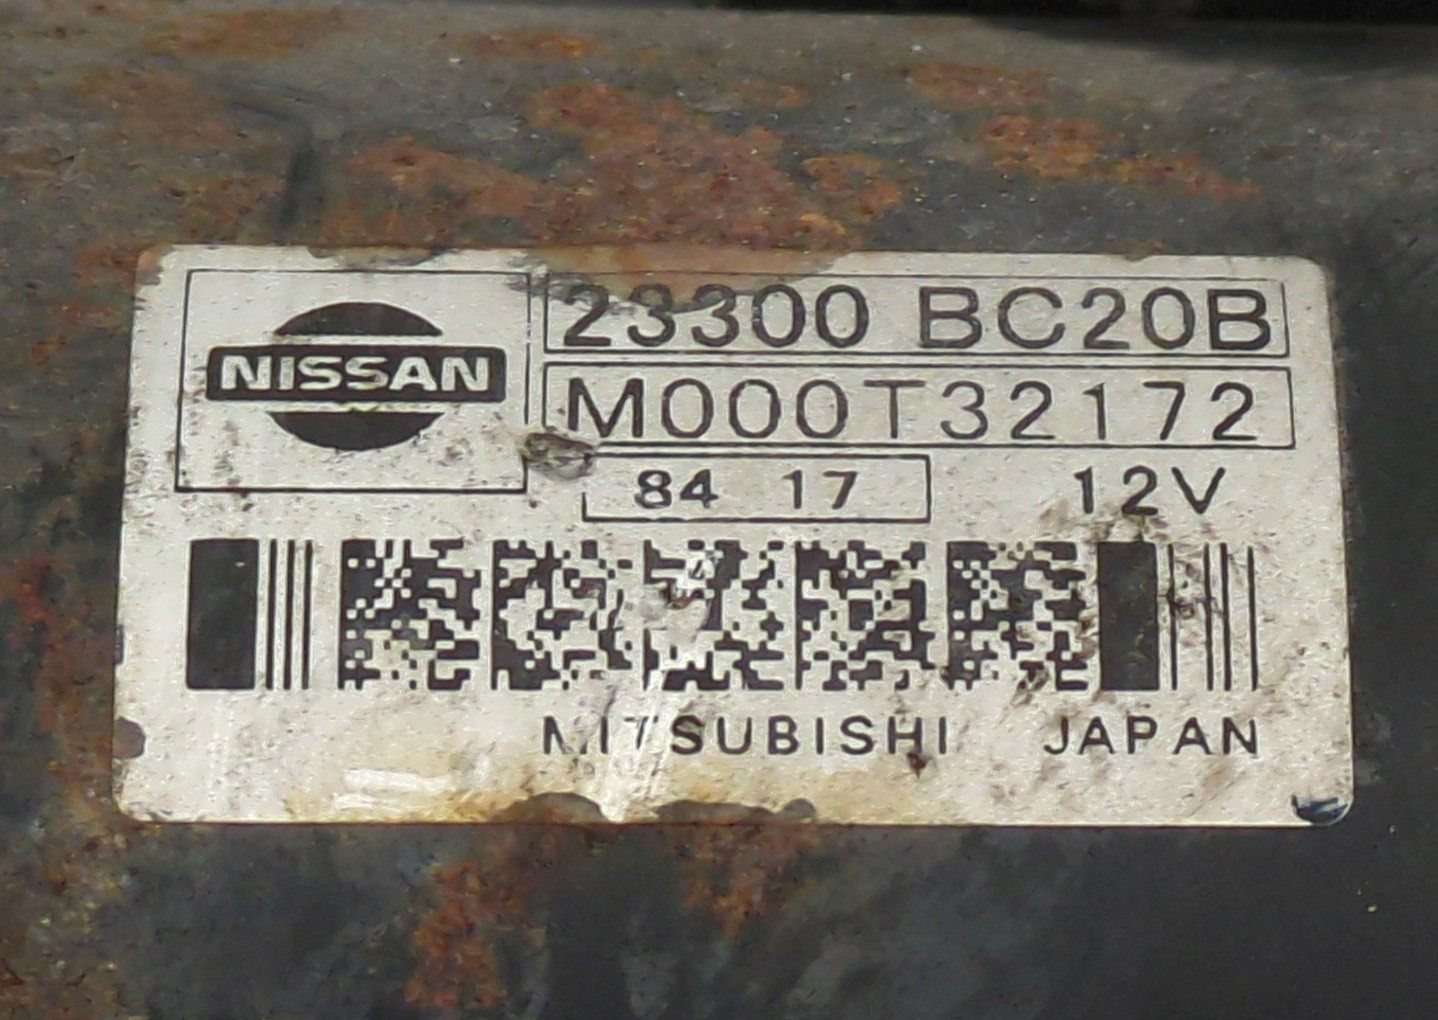 NISSAN
23300 BC20B
M000T32172
84 17
12V
MITSUBISHI JAPAN